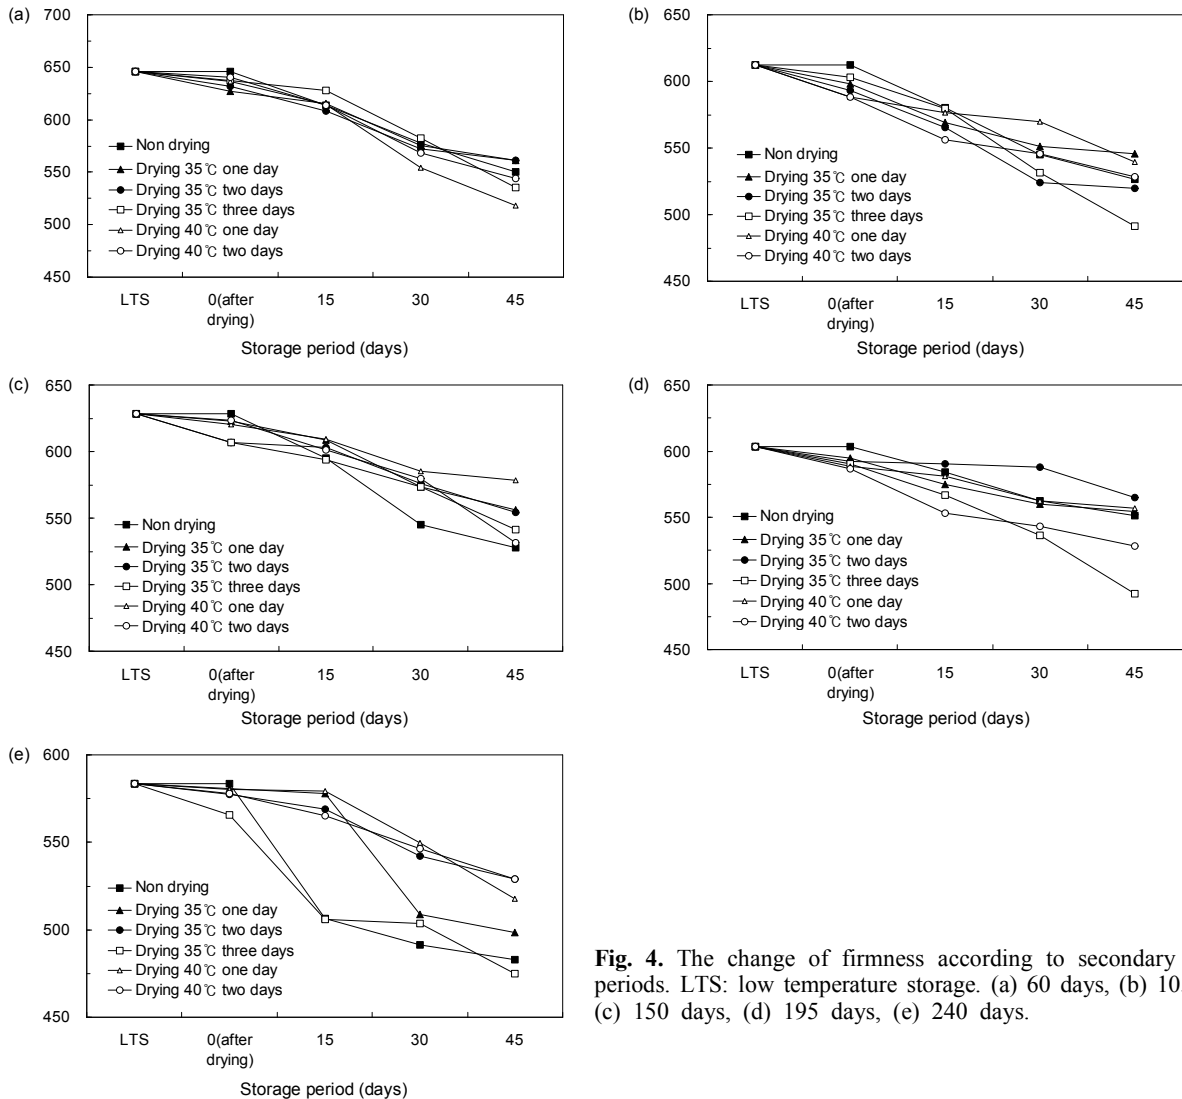 (a)
700
650
600
550
500
450
Non drying
Drying 35℃ one day
Drying 35℃ two days
Drying 35℃ three days
Drying 40℃ one day
Drying 40℃ two days
LTS 0(after drying) 15 30 45
Storage period (days)
(b)
650
600
550
500
450
Non drying
Drying 35℃ one day
Drying 35℃ two days
Drying 35℃ three days
Drying 40℃ one day
Drying 40℃ two days
LTS 0(after drying) 15 30 45
Storage period (days)
(c)
650
600
550
500
450
Non drying
Drying 35℃ one day
Drying 35℃ two days
Drying 35℃ three days
Drying 40℃ one day
Drying 40℃ two days
LTS 0(after drying) 15 30 45
Storage period (days)
(d)
650
600
550
500
450
Non drying
Drying 35℃ one day
Drying 35℃ two days
Drying 35℃ three days
Drying 40℃ one day
Drying 40℃ two days
LTS 0(after drying) 15 30 45
Storage period (days)
(e)
600
550
500
450
Non drying
Drying 35℃ one day
Drying 35℃ two days
Drying 35℃ three days
Drying 40℃ one day
Drying 40℃ two days
LTS 0(after drying) 15 30 45
Storage period (days)
Fig. 4. The change of firmness according to secondary
periods. LTS: low temperature storage. (a) 60 days, (b)
(c) 150 days, (d) 195 days, (e) 240 days.